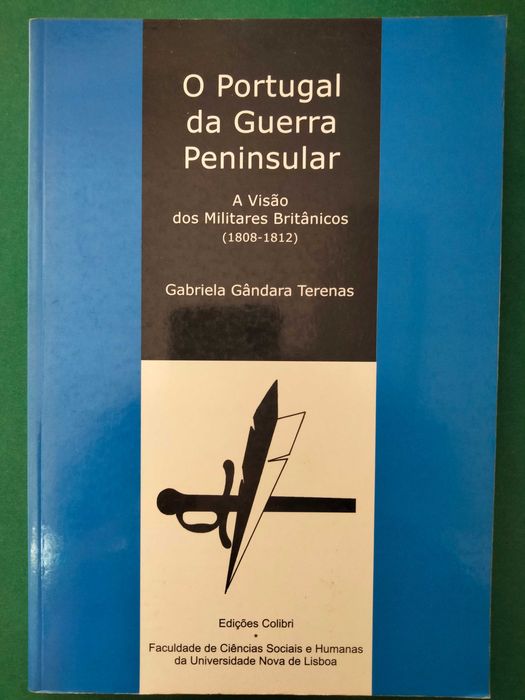 O Portugal
da Guerra
Peninsular
A Visão
dos Militares Britânicos
(1808-1812)
Gabriela Gândara Terenas
Edições Colibri
*
Faculdade de Ciências Sociais e Humanas
da Universidade Nova de Lisboa